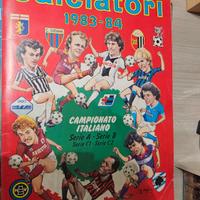 calciatori
1983-84
CAMPIONATO
ITALIANO
Serie A - Serie B
Serie C1 - Serie C2